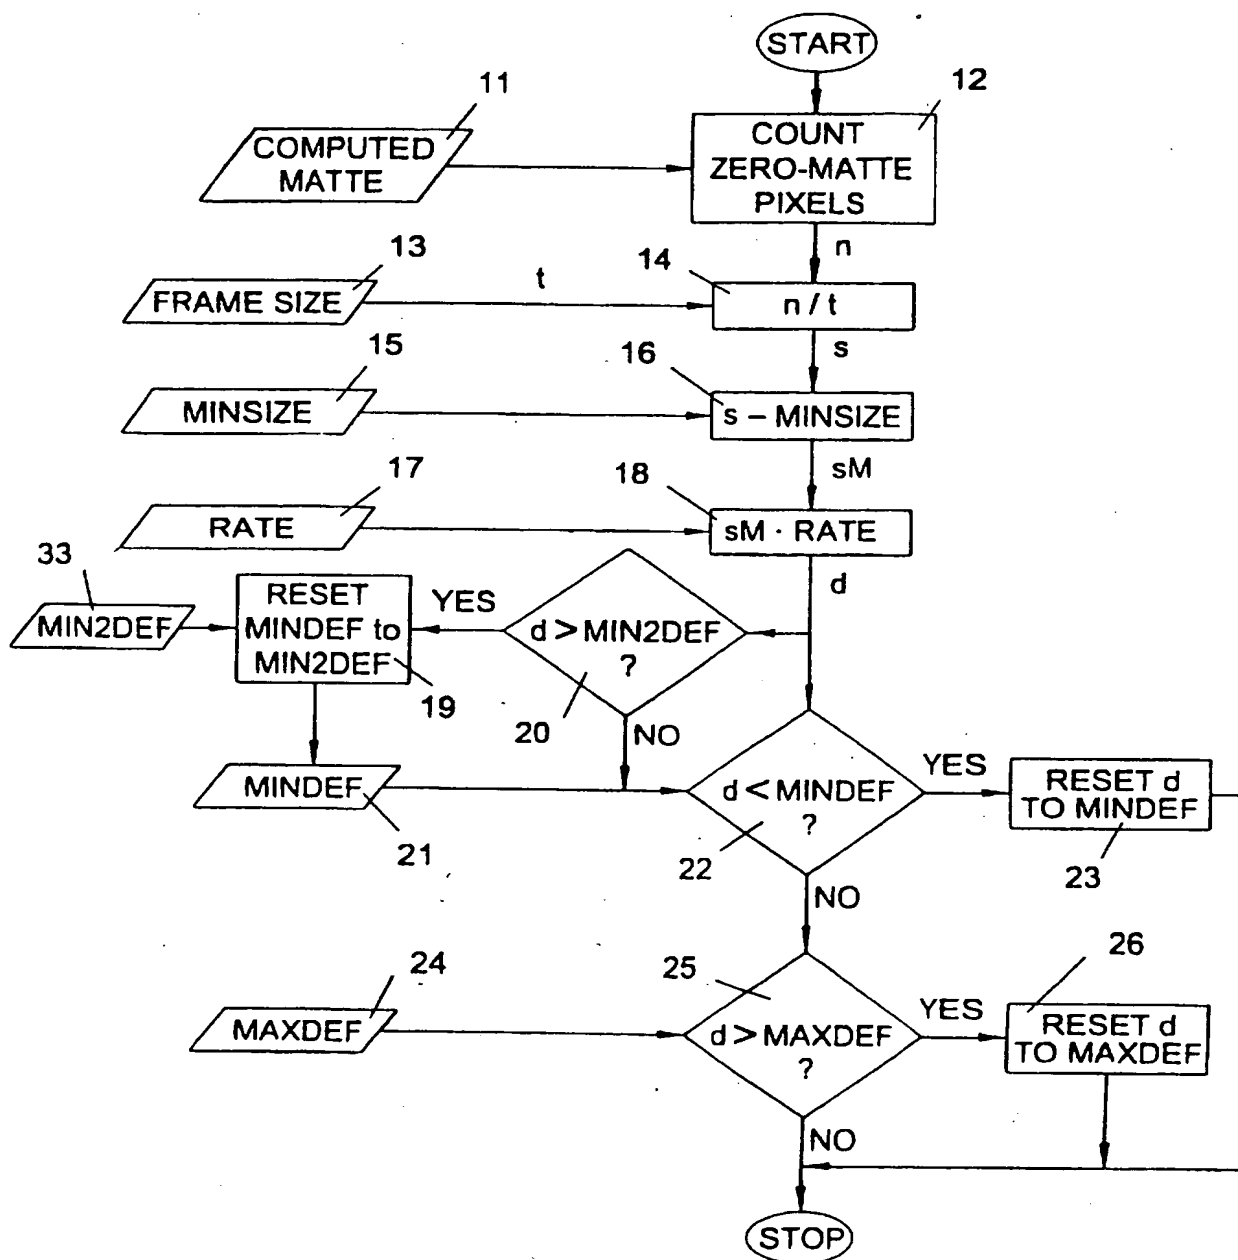 START
11
12
COMPUTED
MATTE
COUNT
ZERO-MATTE
PIXELS
n
13
14
FRAME SIZE
t
n / t
s
15
16
MINSIZE
s – MINSIZE
sM
17
18
RATE
sM · RATE
d
33
MIN2DEF
RESET
MINDEF to
MIN2DEF
19
YES
d > MIN2DEF
?
20
NO
MINDEF
21
d < MINDEF
?
22
YES
RESET d
TO MINDEF
23
NO
24
25
26
MAXDEF
d > MAXDEF
?
YES
RESET d
TO MAXDEF
NO
STOP